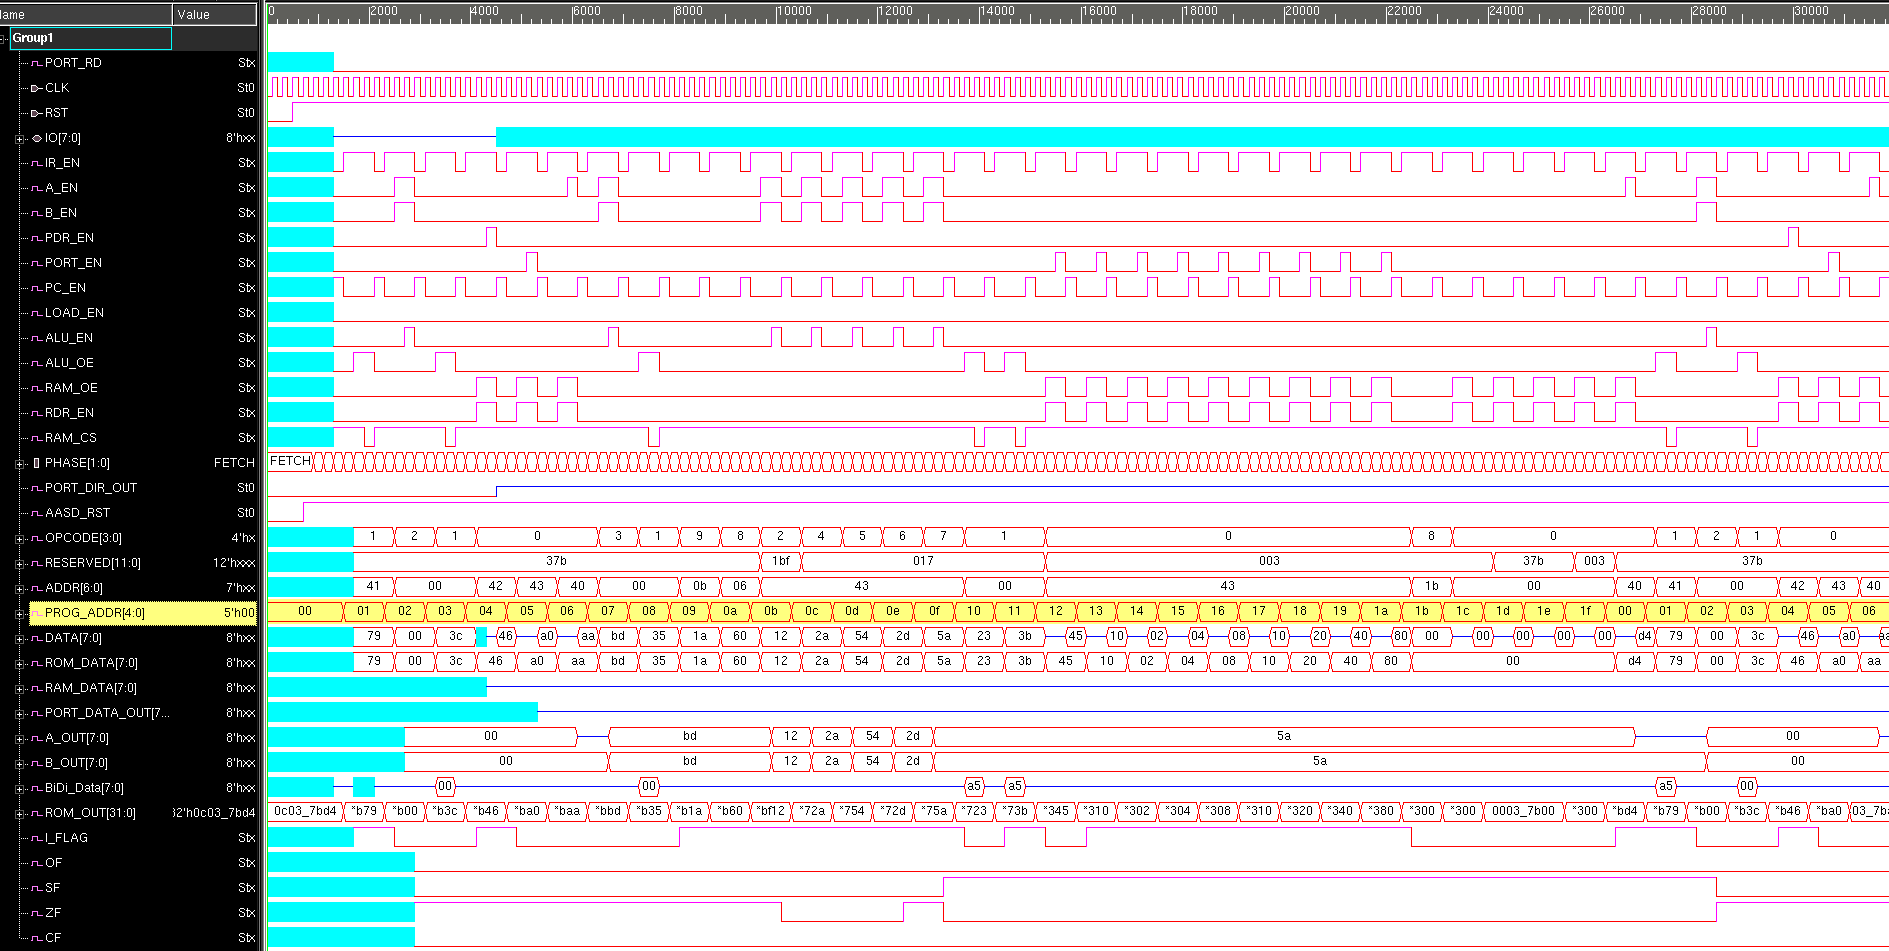 ame Value 0 2000 4000 6000 8000 10000 12000 14000 16000 18000 20000 22000 24000 26000 28000 30000
Group1
PORT_RD Stx
CLK St0
RST St0
IO[7:0] 8'hxx
IR_EN Stx
A_EN Stx
B_EN Stx
PDR_EN Stx
PORT_EN Stx
PC_EN Stx
LOAD_EN Stx
ALU_EN Stx
ALU_OE Stx
RAM_OE Stx
RDR_EN Stx
RAM_CS Stx
PHASE[1:0] FETCH FETCH
PORT_DIR_OUT St0
AASD_RST St0
OPCODE[3:0] 4'hx 1 2 1 0 3 1 9 8 2 4 5 6 7 1 0 8 0 1 2 1 0
RESERVED[11:0] 12'hxxx 37b 1bf 017 003 37b 003 37b
ADDR[6:0] 7'hxx 41 00 42 43 40 00 0b 06 43 00 43 1b 00 40 41 00 42 43 40
PROG_ADDR[4:0] 5'h00 00 01 02 03 04 05 06 07 08 09 0a 0b 0c 0d 0e 0f 10 11 12 13 14 15 16 17 18 19 1a 1b 1c 1d 1e 1f 00 01 02 03 04 05 06
DATA[7:0] 8'hxx 79 00 3c 46 a0 aa bd 35 1a 60 12 2a 54 2d 5a 23 3b 45 10 02 04 08 10 20 40 80 00 00 00 00 00 d4 79 00 3c 46 a0 aa
ROM_DATA[7:0] 8'hxx 79 00 3c 46 a0 aa bd 35 1a 60 12 2a 54 2d 5a 23 3b 45 10 02 04 08 10 20 40 80 00 d4 79 00 3c 46 a0 aa
RAM_DATA[7:0] 8'hxx
PORT_DATA_OUT[7... 8'hxx
A_OUT[7:0] 8'hxx 00 bd 12 2a 54 2d 5a 00
B_OUT[7:0] 8'hxx 00 bd 12 2a 54 2d 5a 00
BiDi_Data[7:0] 8'hxx 00 00 a5 a5 a5 00
ROM_OUT[31:0] 32'h0c03_7bd4 0c03_7bd4 *b79 *b00 *b3c *b46 *ba0 *baa *bbd *b35 *b1a *b60 *bf12 *72a *754 *72d *75a *723 *73b *345 *310 *302 *304 *308 *310 *320 *340 *380 *300 *300 0003_7b00 *300 *bd4 *b79 *b00 *b3c *b46 *ba0 03_7ba
I_FLAG Stx
OF Stx
SF Stx
ZF Stx
CF Stx